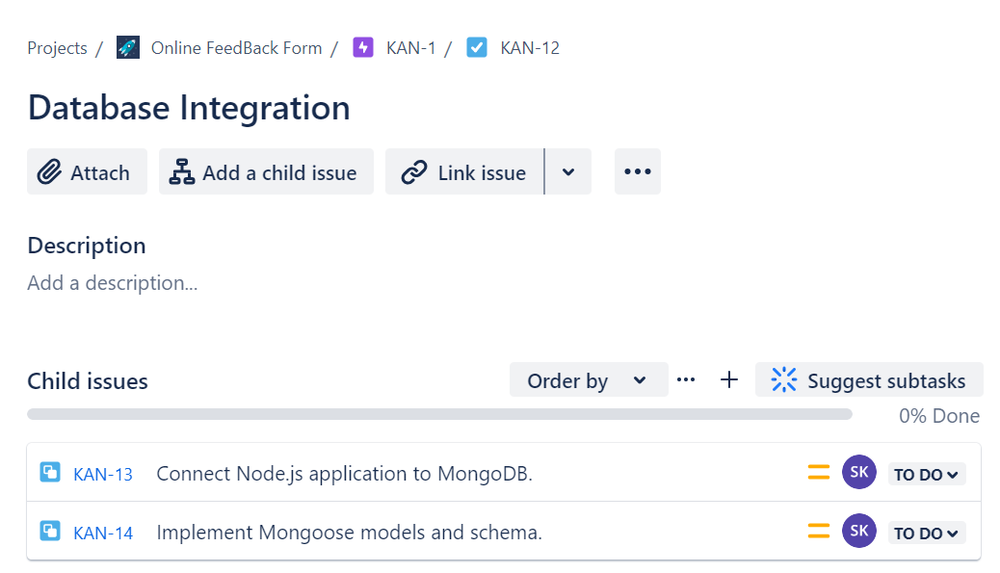 Projects / Online FeedBack Form / KAN-1 / KAN-12
Database Integration
Attach Add a child issue Link issue
Description
Add a description...
Child issues Order by Suggest subtasks
0% Done
KAN-13 Connect Node.js application to MongoDB. SK TO DO
KAN-14 Implement Mongoose models and schema. SK TO DO